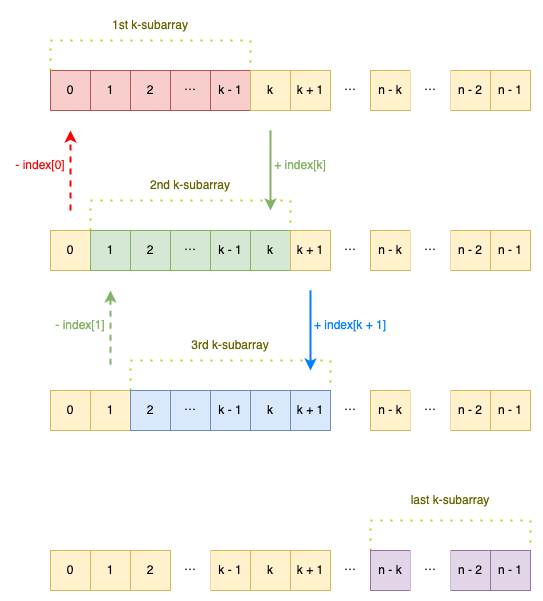 1st k-subarray
0 1 2 ... k - 1 k k + 1 ... n - k ... n - 2 n - 1
- index[0] + index[k]
2nd k-subarray
0 1 2 ... k - 1 k k + 1 ... n - k ... n - 2 n - 1
- index[1] + index[k + 1]
3rd k-subarray
0 1 2 ... k - 1 k k + 1 ... n - k ... n - 2 n - 1
last k-subarray
0 1 2 ... k - 1 k k + 1 ... n - k ... n - 2 n - 1